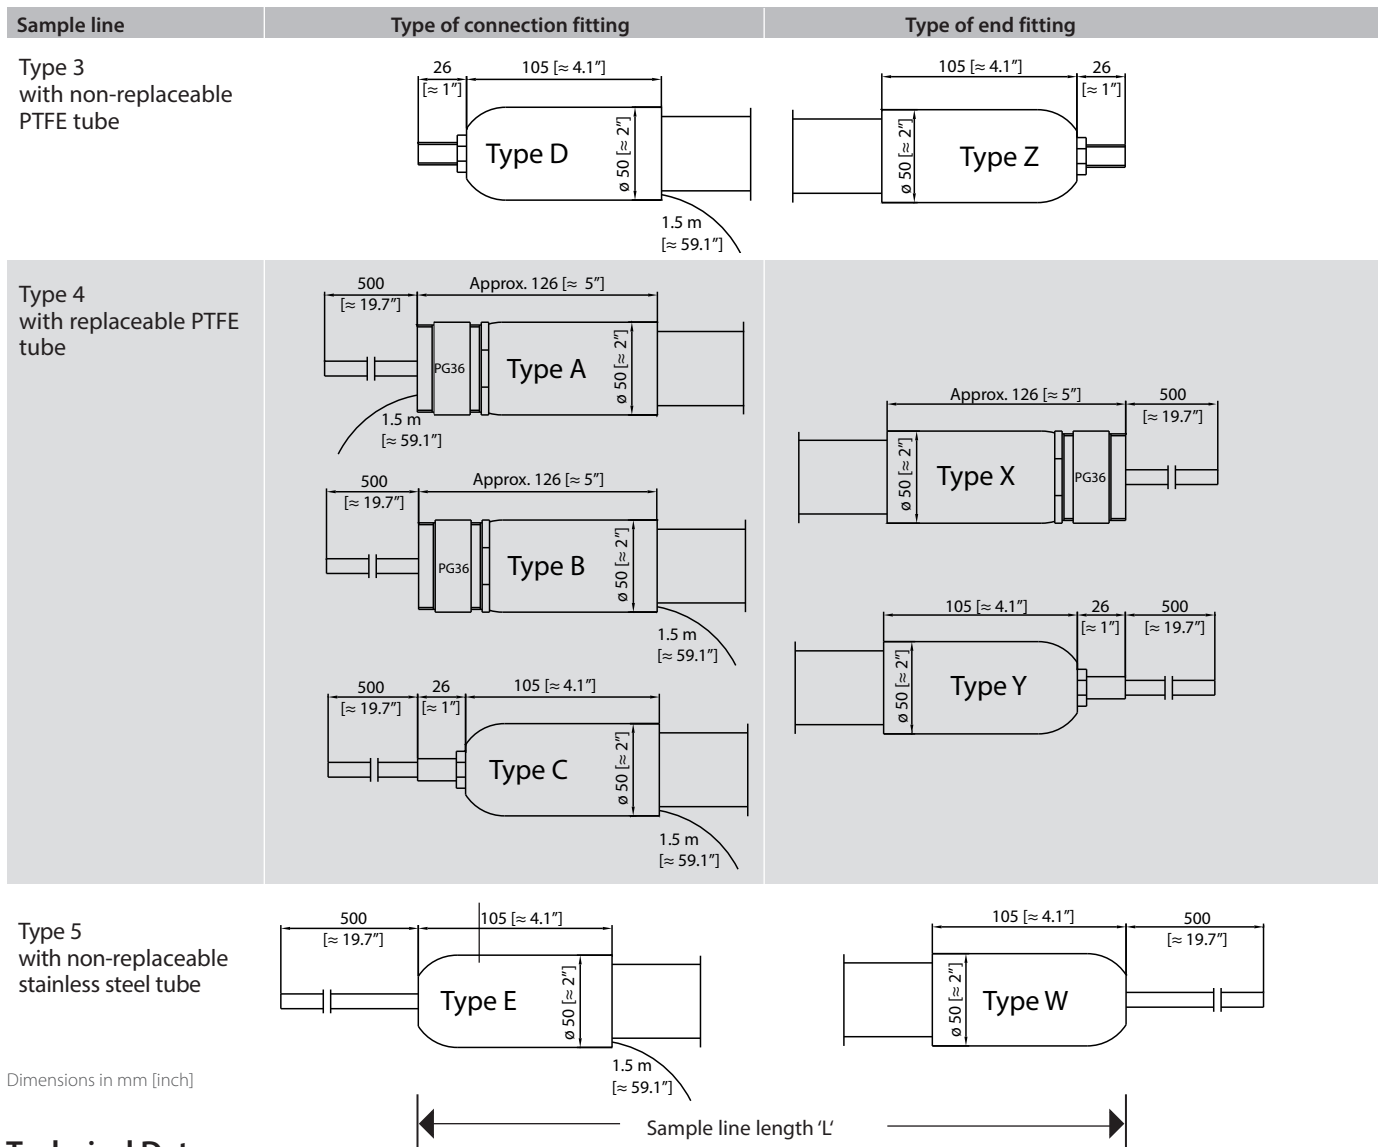 Sample line
Type of connection fitting
Type of end fitting
Type 3
with non-replaceable
PTFE tube
26
[≈ 1″]
105 [≈ 4.1″]
Type D
ø 50 [≈ 2″]
1.5 m
[≈ 59.1″]
105 [≈ 4.1″]
26
[≈ 1″]
ø 50 [≈ 2″]
Type Z
Type 4
with replaceable PTFE
tube
500
[≈ 19.7″]
Approx. 126 [≈ 5″]
PG36
Type A
ø 50 [≈ 2″]
1.5 m
[≈ 59.1″]
500
[≈ 19.7″]
Approx. 126 [≈ 5″]
PG36
Type B
ø 50 [≈ 2″]
1.5 m
[≈ 59.1″]
500
[≈ 19.7″]
26
[≈ 1″]
105 [≈ 4.1″]
Type C
ø 50 [≈ 2″]
1.5 m
[≈ 59.1″]
Approx. 126 [≈ 5″]
500
[≈ 19.7″]
ø 50 [≈ 2″]
Type X
PG36
105 [≈ 4.1″]
26
[≈ 1″]
500
[≈ 19.7″]
ø 50 [≈ 2″]
Type Y
Type 5
with non-replaceable
stainless steel tube
500
[≈ 19.7″]
105 [≈ 4.1″]
Type E
ø 50 [≈ 2″]
1.5 m
[≈ 59.1″]
105 [≈ 4.1″]
500
[≈ 19.7″]
ø 50 [≈ 2″]
Type W
Dimensions in mm [inch]
Sample line length ‘L‘